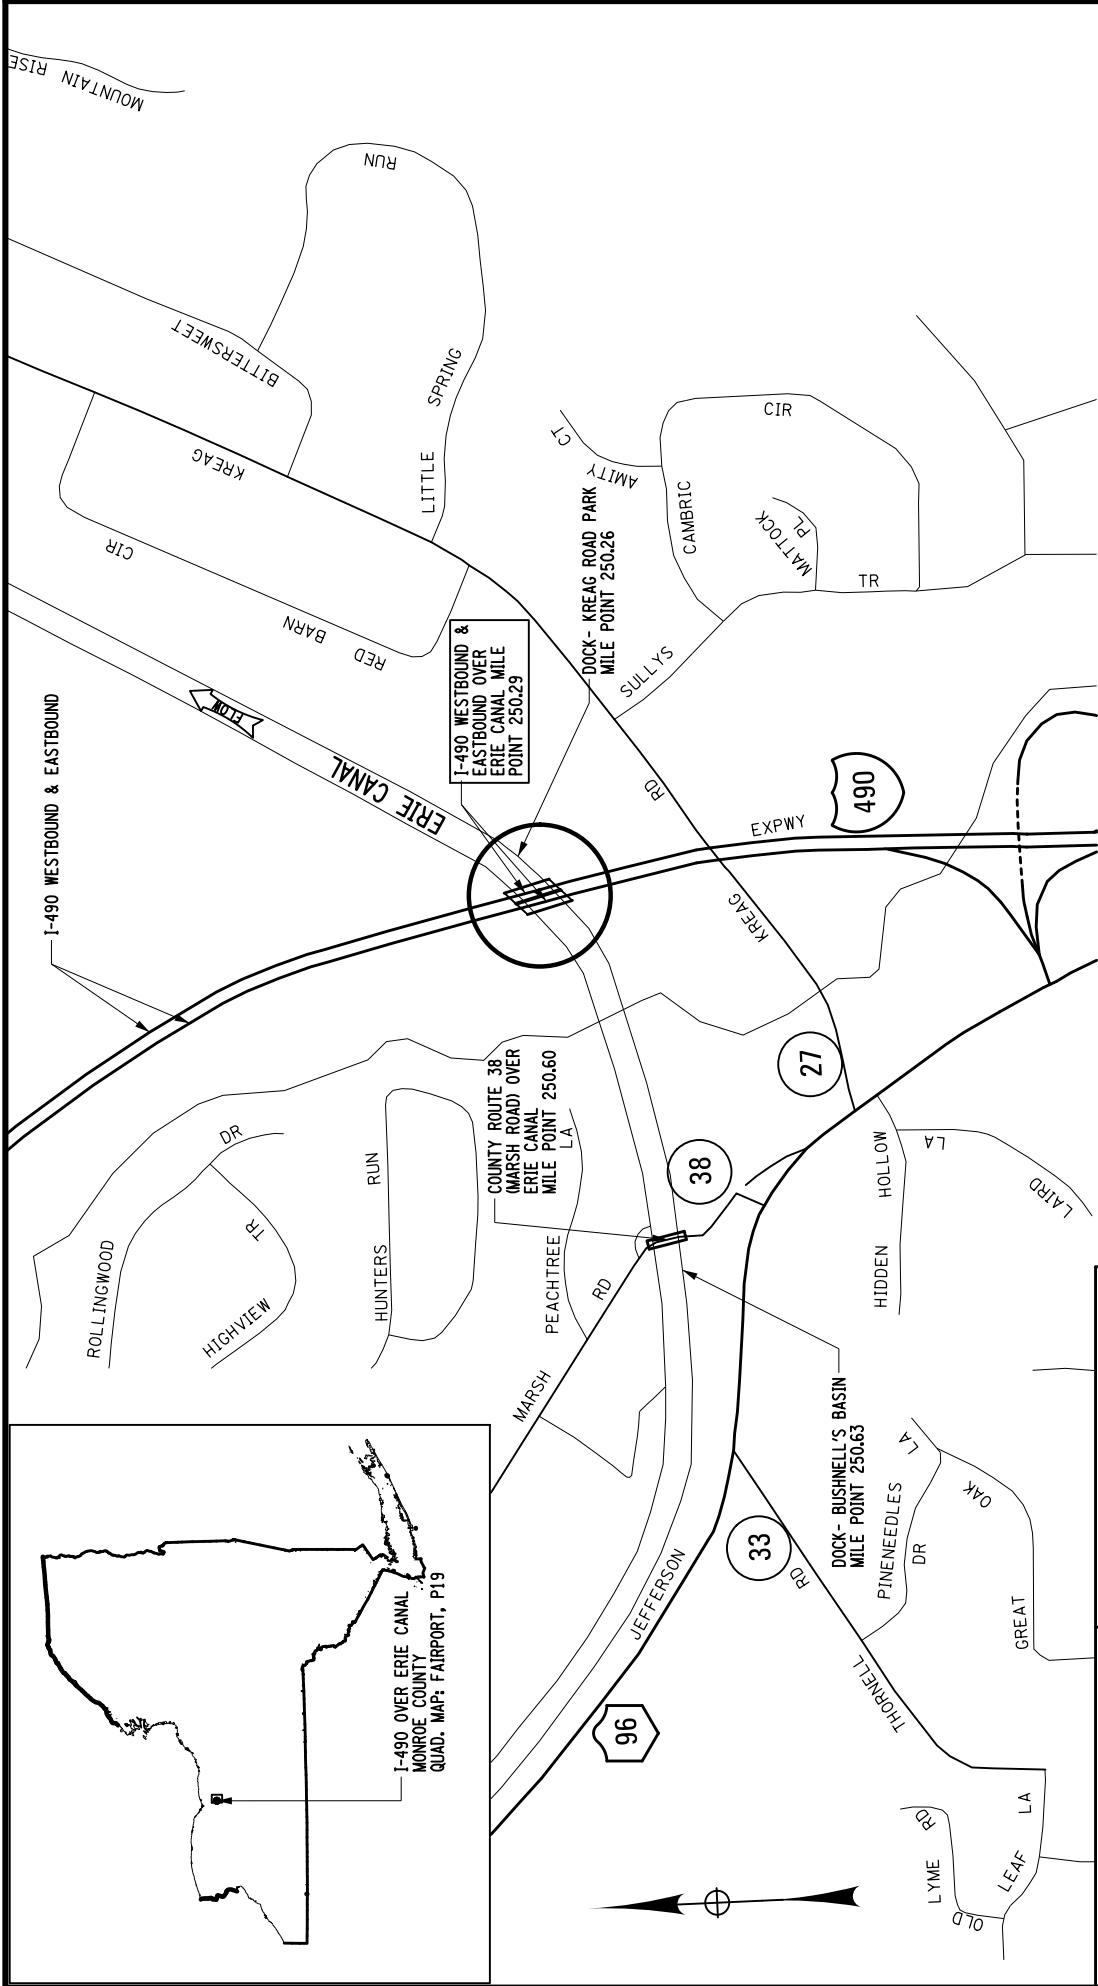 I-490 OVER ERIE CANAL
MONROE COUNTY
QUAD. MAP: FAIRPORT, P19
I-490 WESTBOUND & EASTBOUND
MOUNTAIN RISE
BITTERSWEET
RUN
LITTLE SPRING
KREAG
CIR
BARN
RED
FLOW
ERIE CANAL
I-490 WESTBOUND &
EASTBOUND OVER
ERIE CANAL MILE
POINT 250.29
DOCK- KREAG ROAD PARK
MILE POINT 250.26
AMITY CT
CAMBRIC
CIR
MATTOCK
PL
TR
SULLYS
RD
KREAG
EXPWY
490
27
ROLLINGWOOD
DR
HIGHVIEW
TR
HUNTERS RUN
COUNTY ROUTE 38
(MARSH ROAD) OVER
ERIE CANAL
MILE POINT 250.60
PEACHTREE
LA
MARSH
RD
38
HIDDEN HOLLOW
LA
LAIRD
DOCK- BUSHNELL'S BASIN
MILE POINT 250.63
JEFFERSON
96
33
RD
THORNELL
PINENEEDLES
DR
LA
OAK
GREAT
OLD
LYME
RD
LEAF
LA